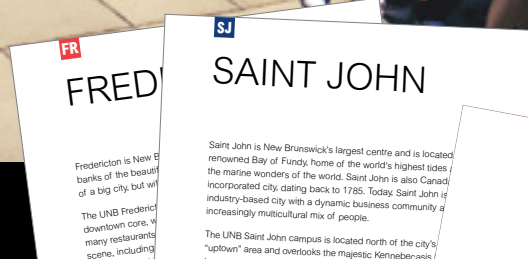 FR
FREDE
Fredericton is New B
banks of the beautif
of a big city, but wi
The UNB Frederict
downtown core, w
many restaurants
scene, including
SJ
SAINT JOHN
Saint John is New Brunswick's largest centre and is located
renowned Bay of Fundy, home of the world's highest tides
the marine wonders of the world. Saint John is also Canad
incorporated city, dating back to 1785. Today, Saint John is
industry-based city with a dynamic business community a
increasingly multicultural mix of people.
The UNB Saint John campus is located north of the city's
"uptown" area and overlooks the majestic Kennebecasis